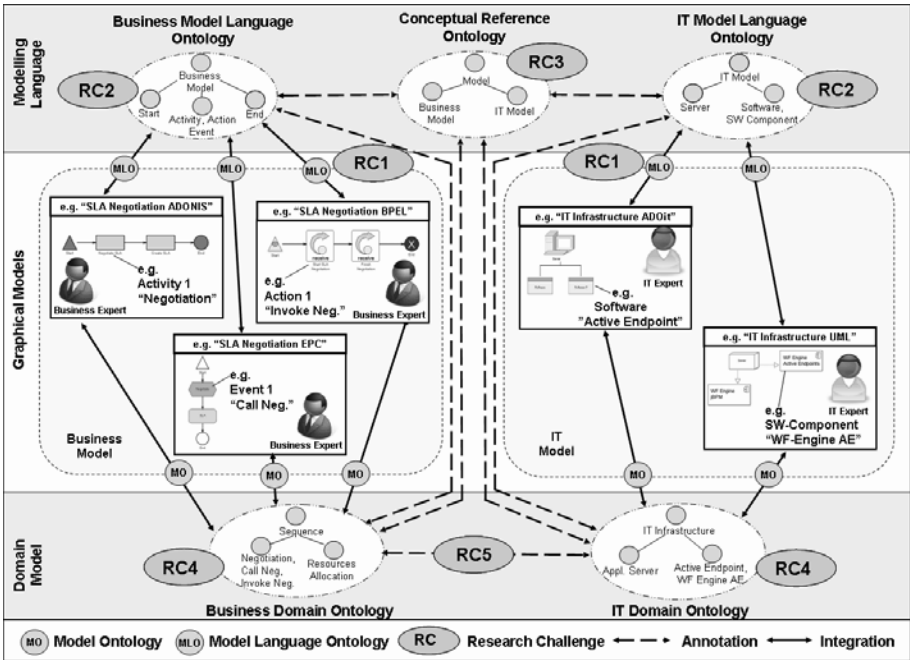 Business Model Language
Ontology
Conceptual Reference
Ontology
IT Model Language
Ontology
Modelling
Language
RC2
Business
Model
Start
Activity, Action
Event
End
RC3
Model
Business
Model
IT Model
IT Model
Server
Software,
SW Component
RC2
MLO
MLO
MLO
RC1
RC1
MLO
MLO
Graphical Models
e.g. "SLA Negotiation ADONIS"
e.g.
Activity 1
"Negotiation"
Business Expert
e.g. "SLA Negotiation BPEL"
e.g.
Action 1
"Invoke Neg."
Business Expert
e.g. "SLA Negotiation EPC"
e.g.
Event 1
"Call Neg."
Business Expert
Business
Model
e.g. "IT Infrastructure ADOit"
IT Expert
e.g.
Software
"Active Endpoint"
e.g. "IT Infrastructure UML"
WF Engine
Active Endpoints
WF Engine
IT Expert
e.g.
SW-Component
"WF-Engine AE"
IT
Model
MO
MO
MO
MO
MO
Domain
Model
RC4
Sequence
Negotiation,
Call Neg,
Invoke Neg.
Resources
Allocation
RC5
IT Infrastructure
Appl. Server
Active Endpoint,
WF Engine AE
RC4
Business Domain Ontology
IT Domain Ontology
MO Model Ontology
MLO Model Language Ontology
RC Research Challenge
Annotation
Integration